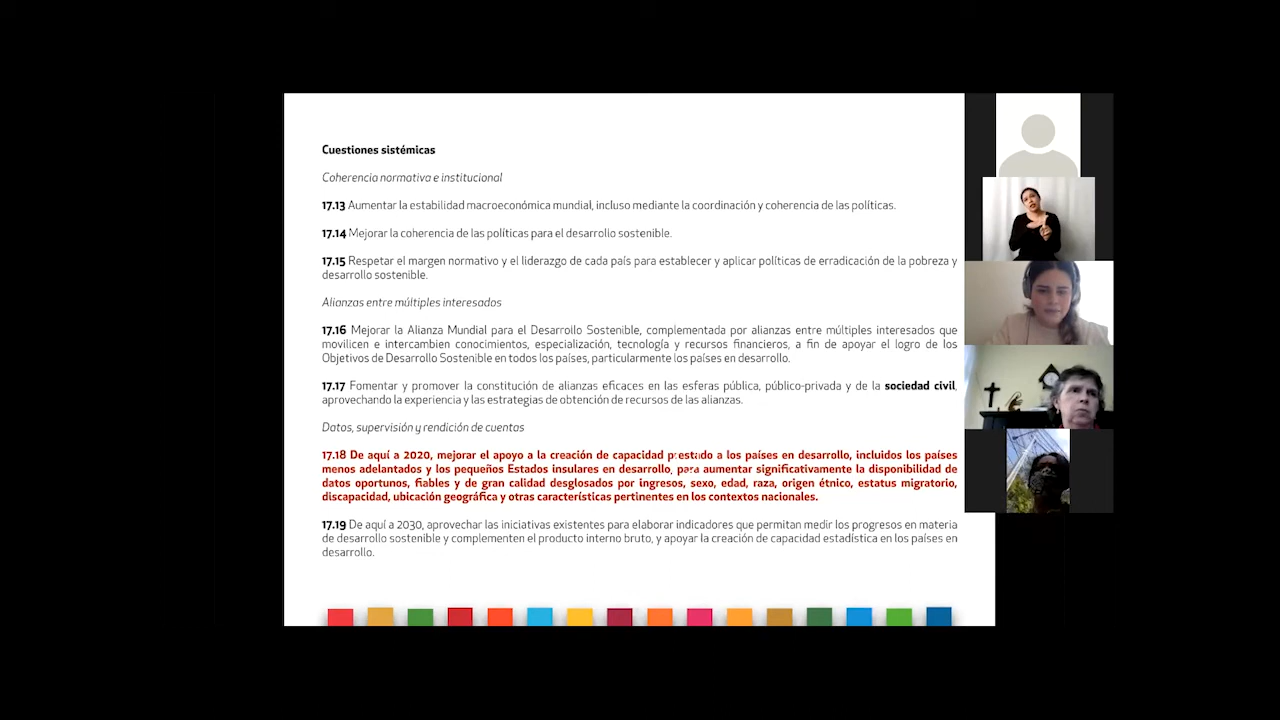 Cuestiones sistémicas
Coherencia normativa e institucional
17.13 Aumentar la estabilidad macroeconómica mundial, incluso mediante la coordinación y coherencia de las políticas.
17.14 Mejorar la coherencia de las políticas para el desarrollo sostenible.
17.15 Respetar el margen normativo y el liderazgo de cada país para establecer y aplicar políticas de erradicación de la pobreza y
desarrollo sostenible.
Alianzas entre múltiples interesados
17.16 Mejorar la Alianza Mundial para el Desarrollo Sostenible, complementada por alianzas entre múltiples interesados que
movilicen e intercambien conocimientos, especialización, tecnología y recursos financieros, a fin de apoyar el logro de los
Objetivos de Desarrollo Sostenible en todos los países, particularmente los países en desarrollo.
17.17 Fomentar y promover la constitución de alianzas eficaces en las esferas pública, público-privada y de la sociedad civil,
aprovechando la experiencia y las estrategias de obtención de recursos de las alianzas.
Datos, supervisión y rendición de cuentas
17.18 De aquí a 2020, mejorar el apoyo a la creación de capacidad prestado a los países en desarrollo, incluidos los países
menos adelantados y los pequeños Estados insulares en desarrollo, para aumentar significativamente la disponibilidad de
datos oportunos, fiables y de gran calidad desglosados por ingresos, sexo, edad, raza, origen étnico, estatus migratorio,
discapacidad, ubicación geográfica y otras características pertinentes en los contextos nacionales.
17.19 De aquí a 2030, aprovechar las iniciativas existentes para elaborar indicadores que permitan medir los progresos en materia
de desarrollo sostenible y complementen el producto interno bruto, y apoyar la creación de capacidad estadística en los países en
desarrollo.